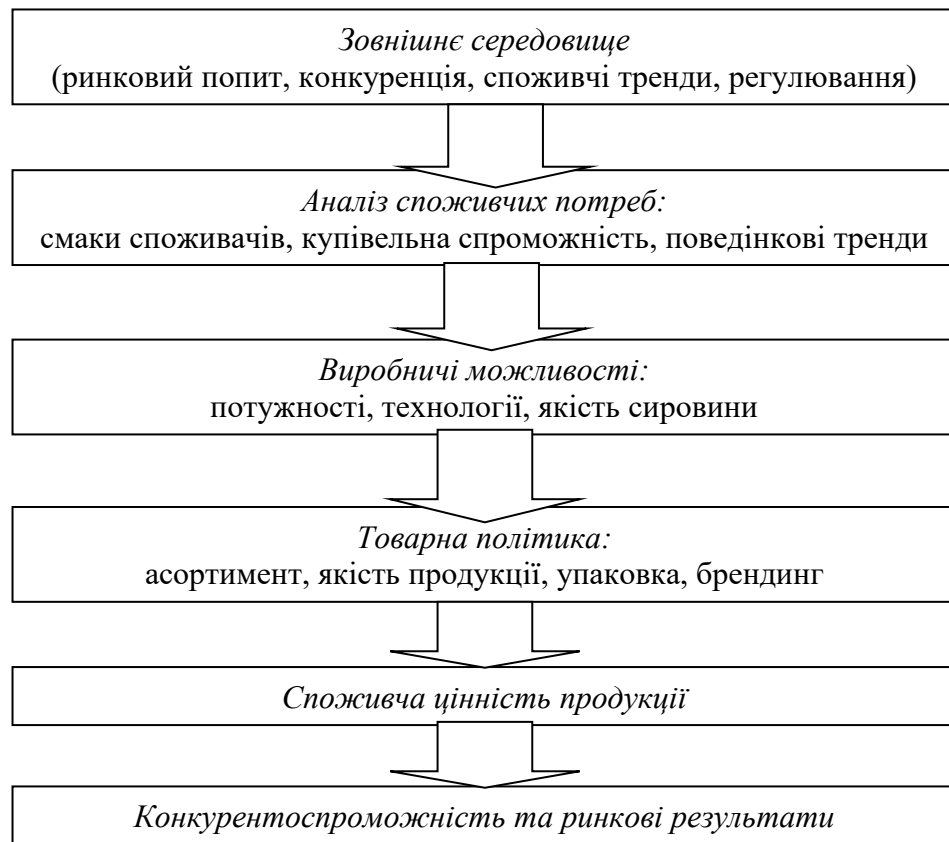 Зовнішнє середовище
(ринковий попит, конкуренція, споживчі тренди, регулювання)
Аналіз споживчих потреб:
смаки споживачів, купівельна спроможність, поведінкові тренди
Виробничі можливості:
потужності, технології, якість сировини
Товарна політика:
асортимент, якість продукції, упаковка, брендинг
Споживча цінність продукції
Конкурентоспроможність та ринкові результати